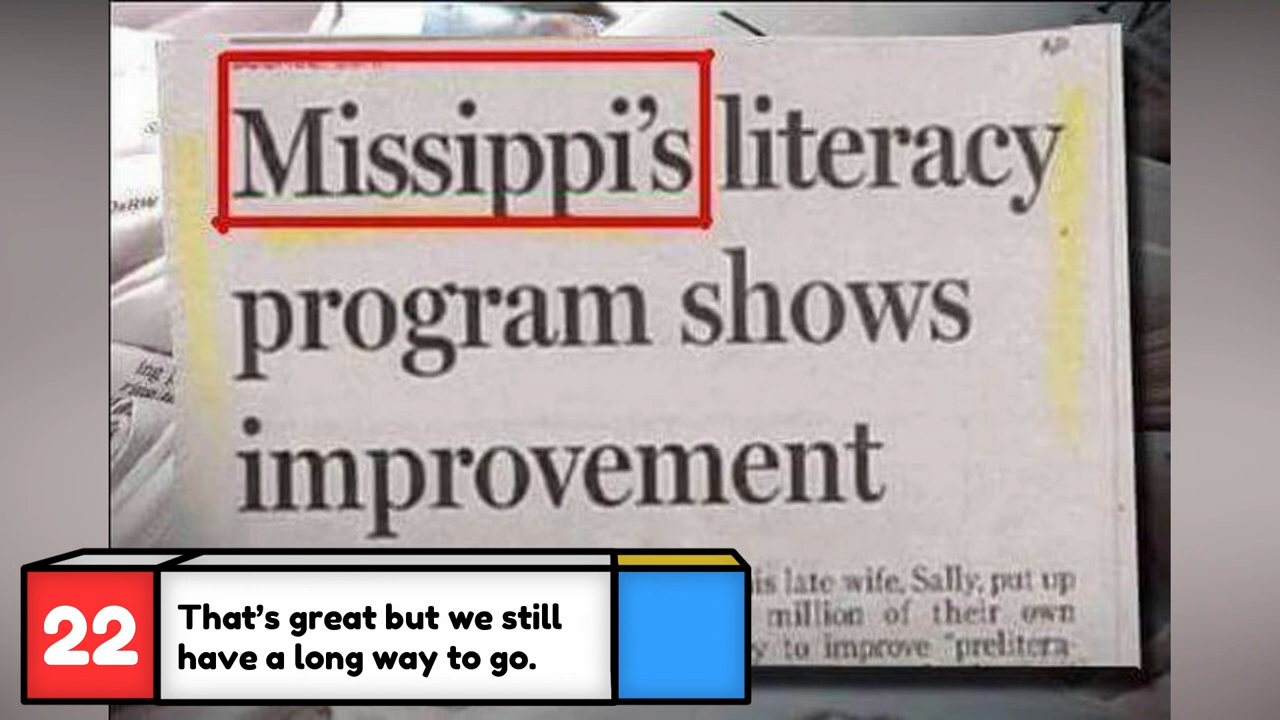 Missippi's literacy
program shows
improvement
is late wife, Sally, put up
million of their own
y to improve "prelitera-
22
That's great but we still
have a long way to go.